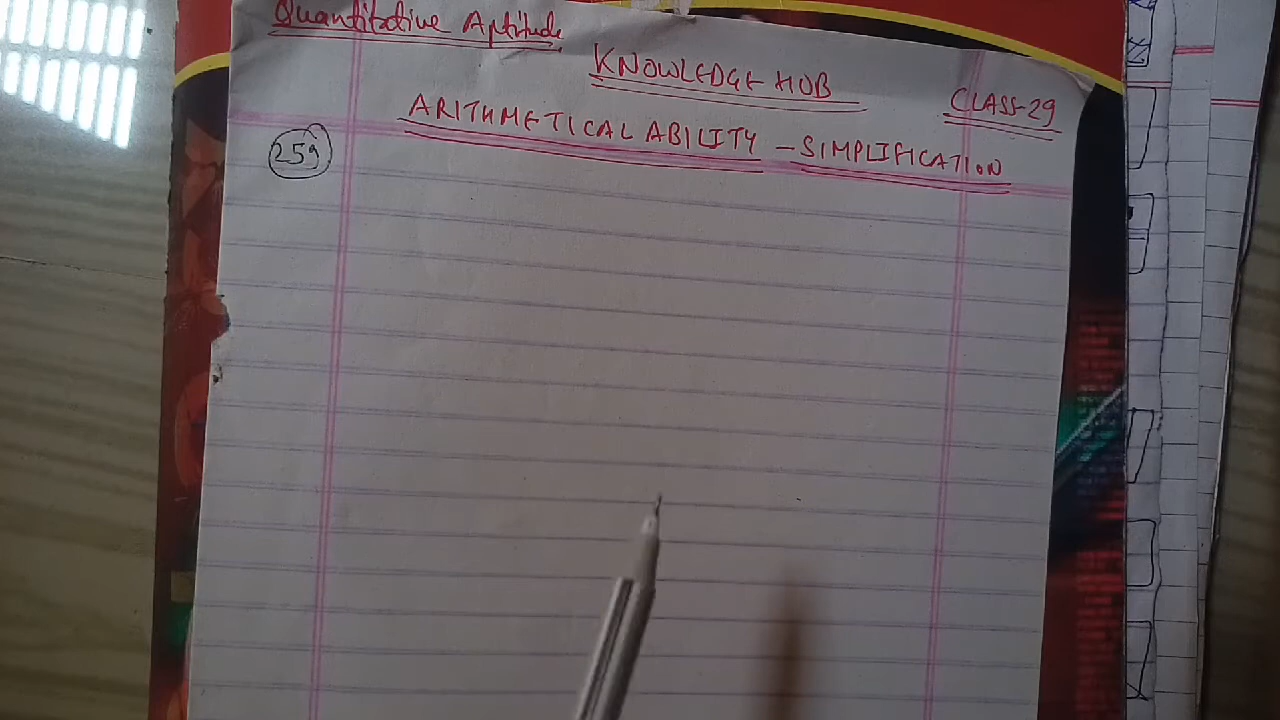 Quantitative Aptitude
KNOWLEDGE HUB
CLASS-29
ARITHMETICAL ABILITY - SIMPLIFICATION
259